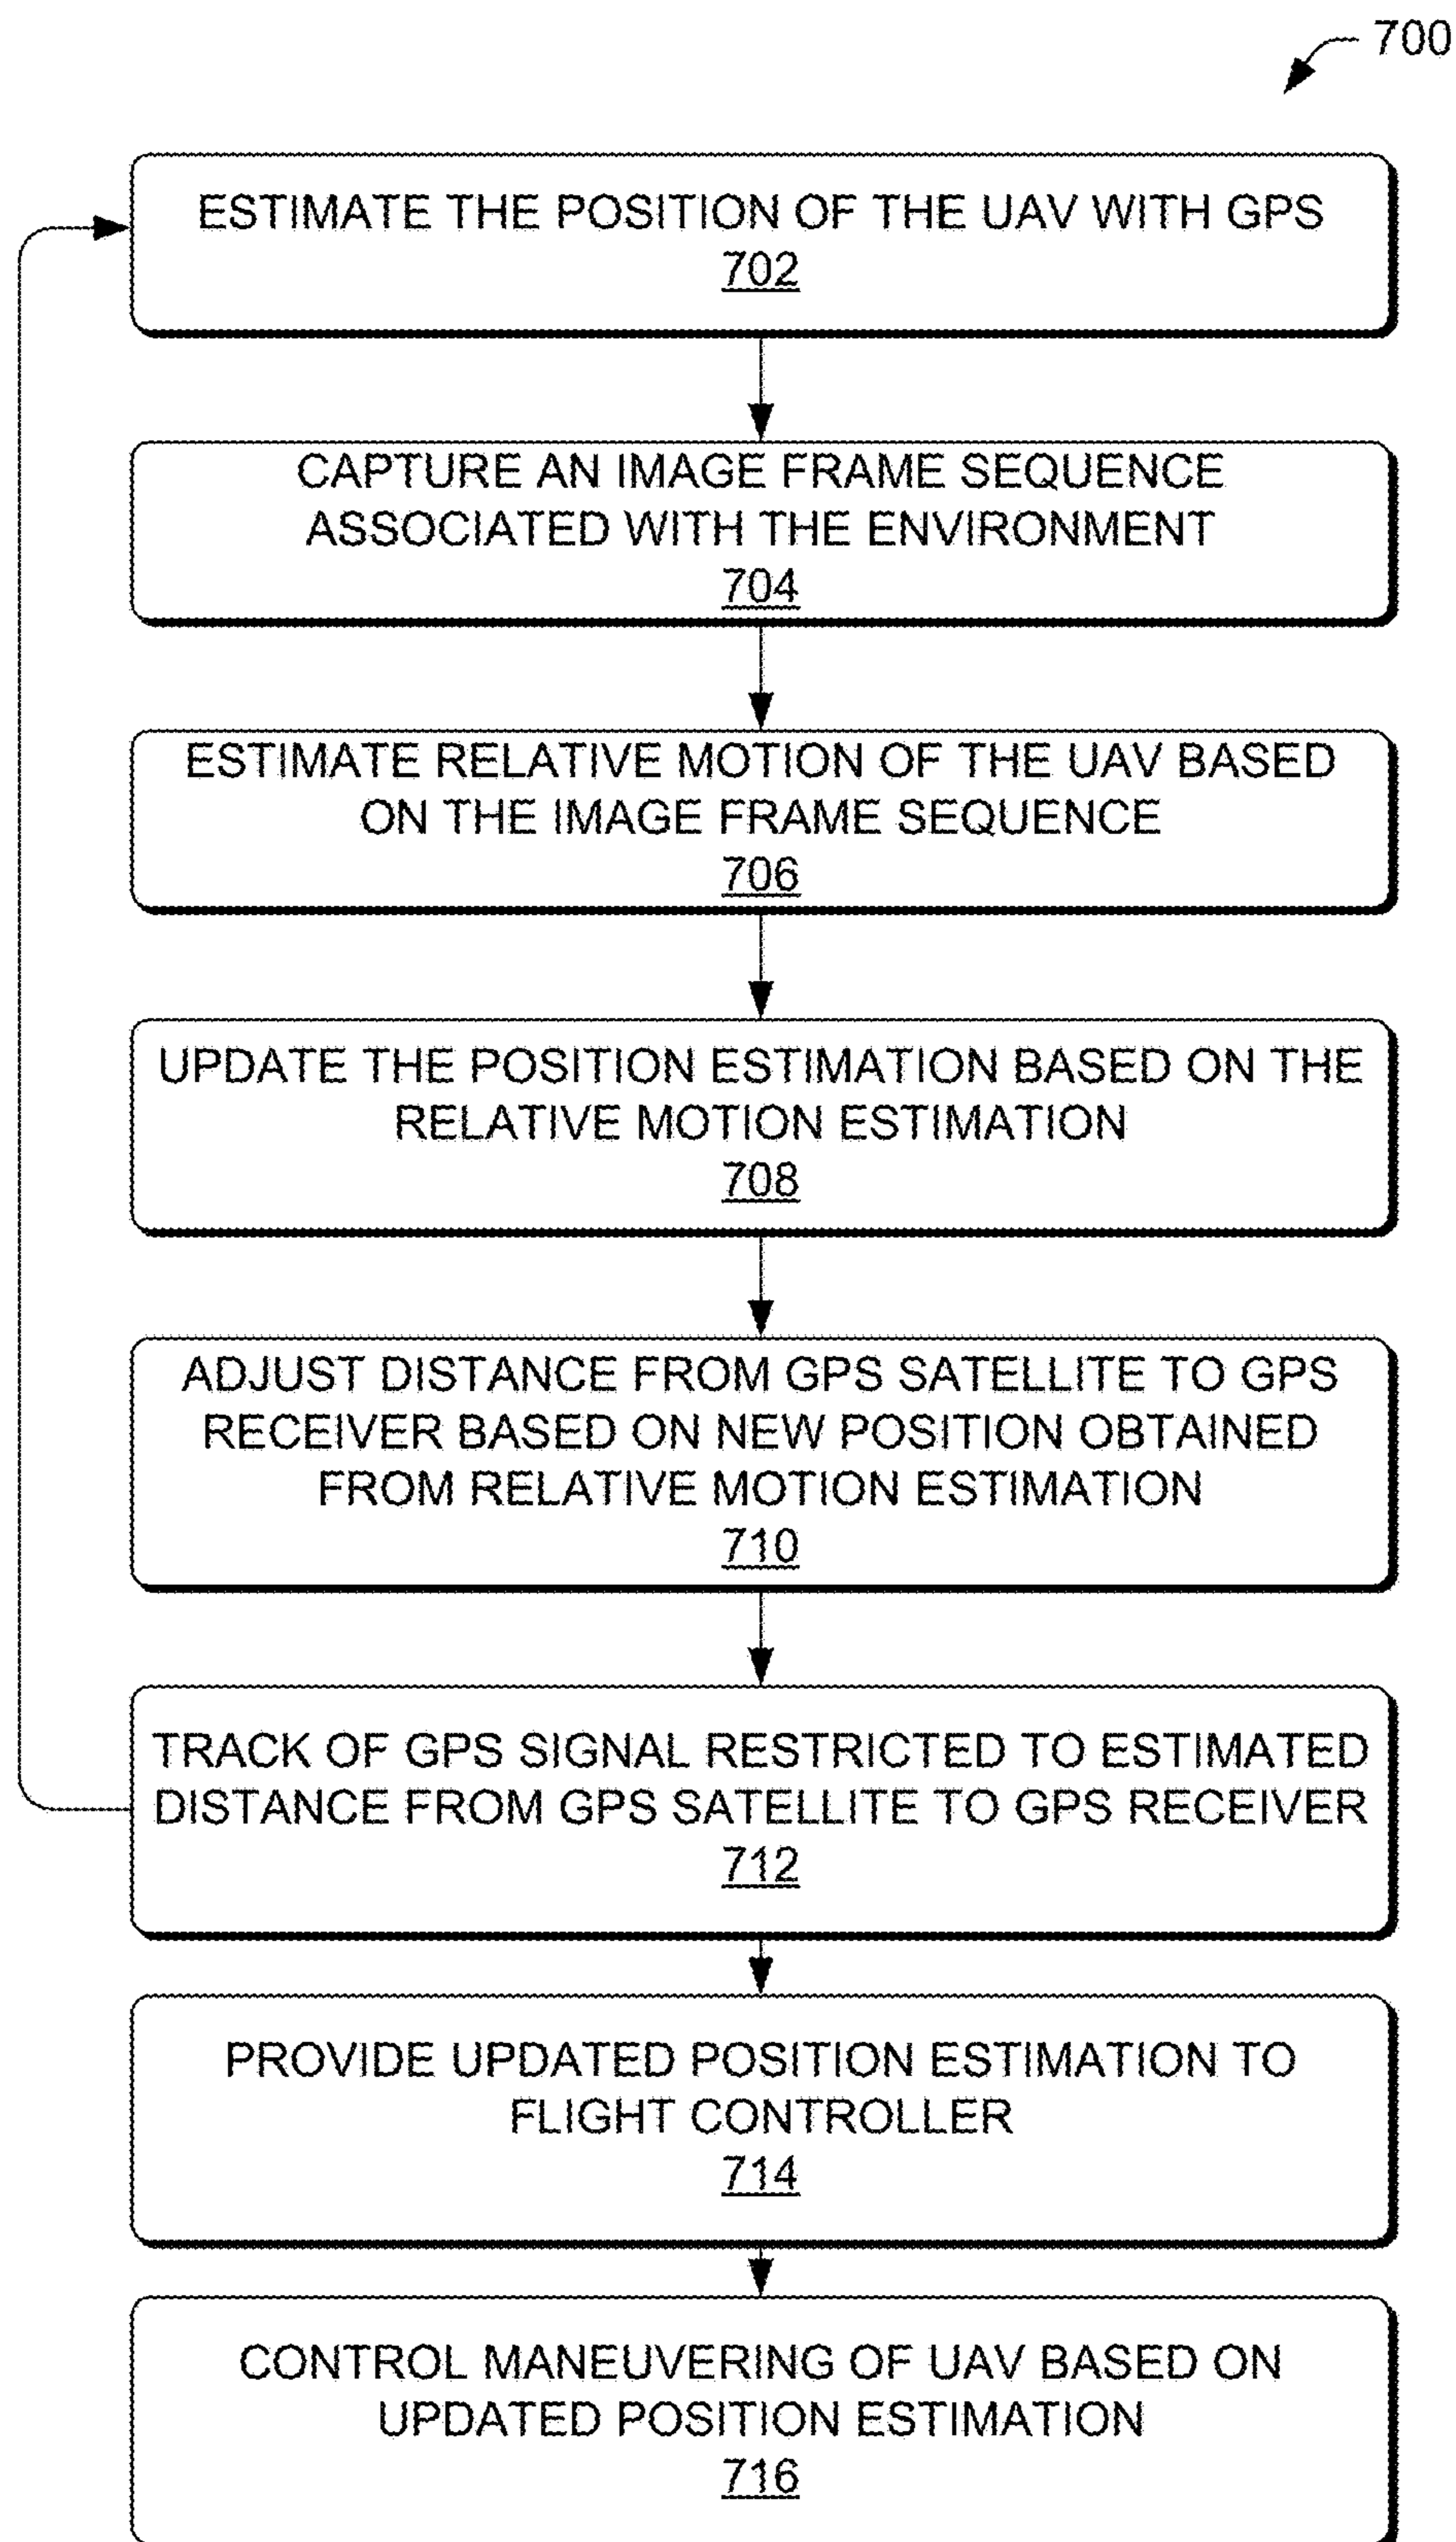 700
ESTIMATE THE POSITION OF THE UAV WITH GPS
702
CAPTURE AN IMAGE FRAME SEQUENCE
ASSOCIATED WITH THE ENVIRONMENT
704
ESTIMATE RELATIVE MOTION OF THE UAV BASED
ON THE IMAGE FRAME SEQUENCE
706
UPDATE THE POSITION ESTIMATION BASED ON THE
RELATIVE MOTION ESTIMATION
708
ADJUST DISTANCE FROM GPS SATELLITE TO GPS
RECEIVER BASED ON NEW POSITION OBTAINED
FROM RELATIVE MOTION ESTIMATION
710
TRACK OF GPS SIGNAL RESTRICTED TO ESTIMATED
DISTANCE FROM GPS SATELLITE TO GPS RECEIVER
712
PROVIDE UPDATED POSITION ESTIMATION TO
FLIGHT CONTROLLER
714
CONTROL MANEUVERING OF UAV BASED ON
UPDATED POSITION ESTIMATION
716